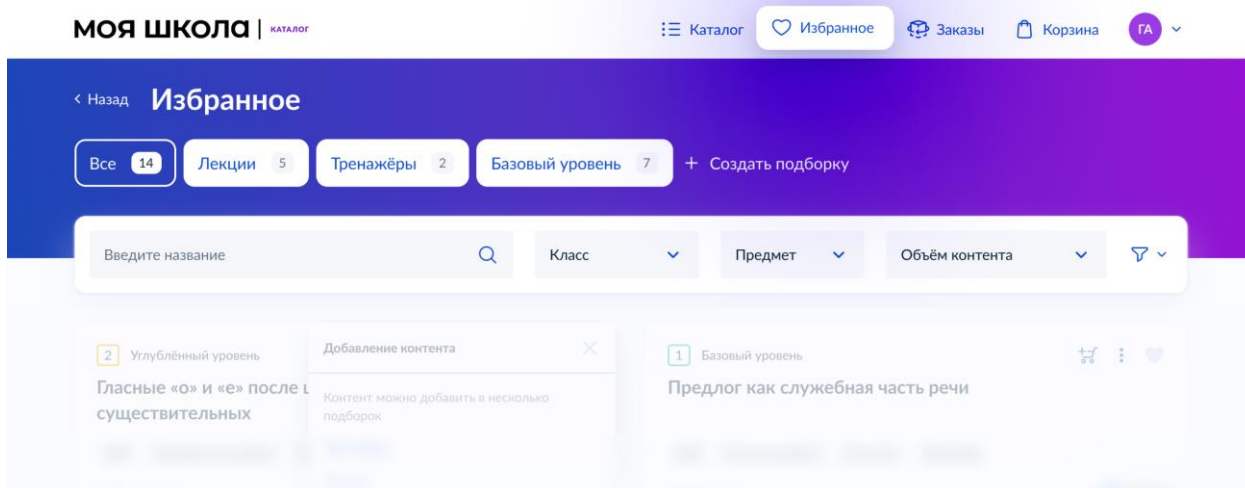 МОЯ ШКОЛА | КАТАЛОГ
Каталог Избранное Заказы Корзина ГА
Назад Избранное
Все 14 Лекции 5 Тренажёры 2 Базовый уровень 7 + Создать подборку
Введите название Класс Предмет Объём контента
2 Углублённый уровень
Гласные «о» и «е» после
существительных
Добавление контента
Контент можно добавить в несколько
подборок
1 Базовый уровень
Предлог как служебная часть речи